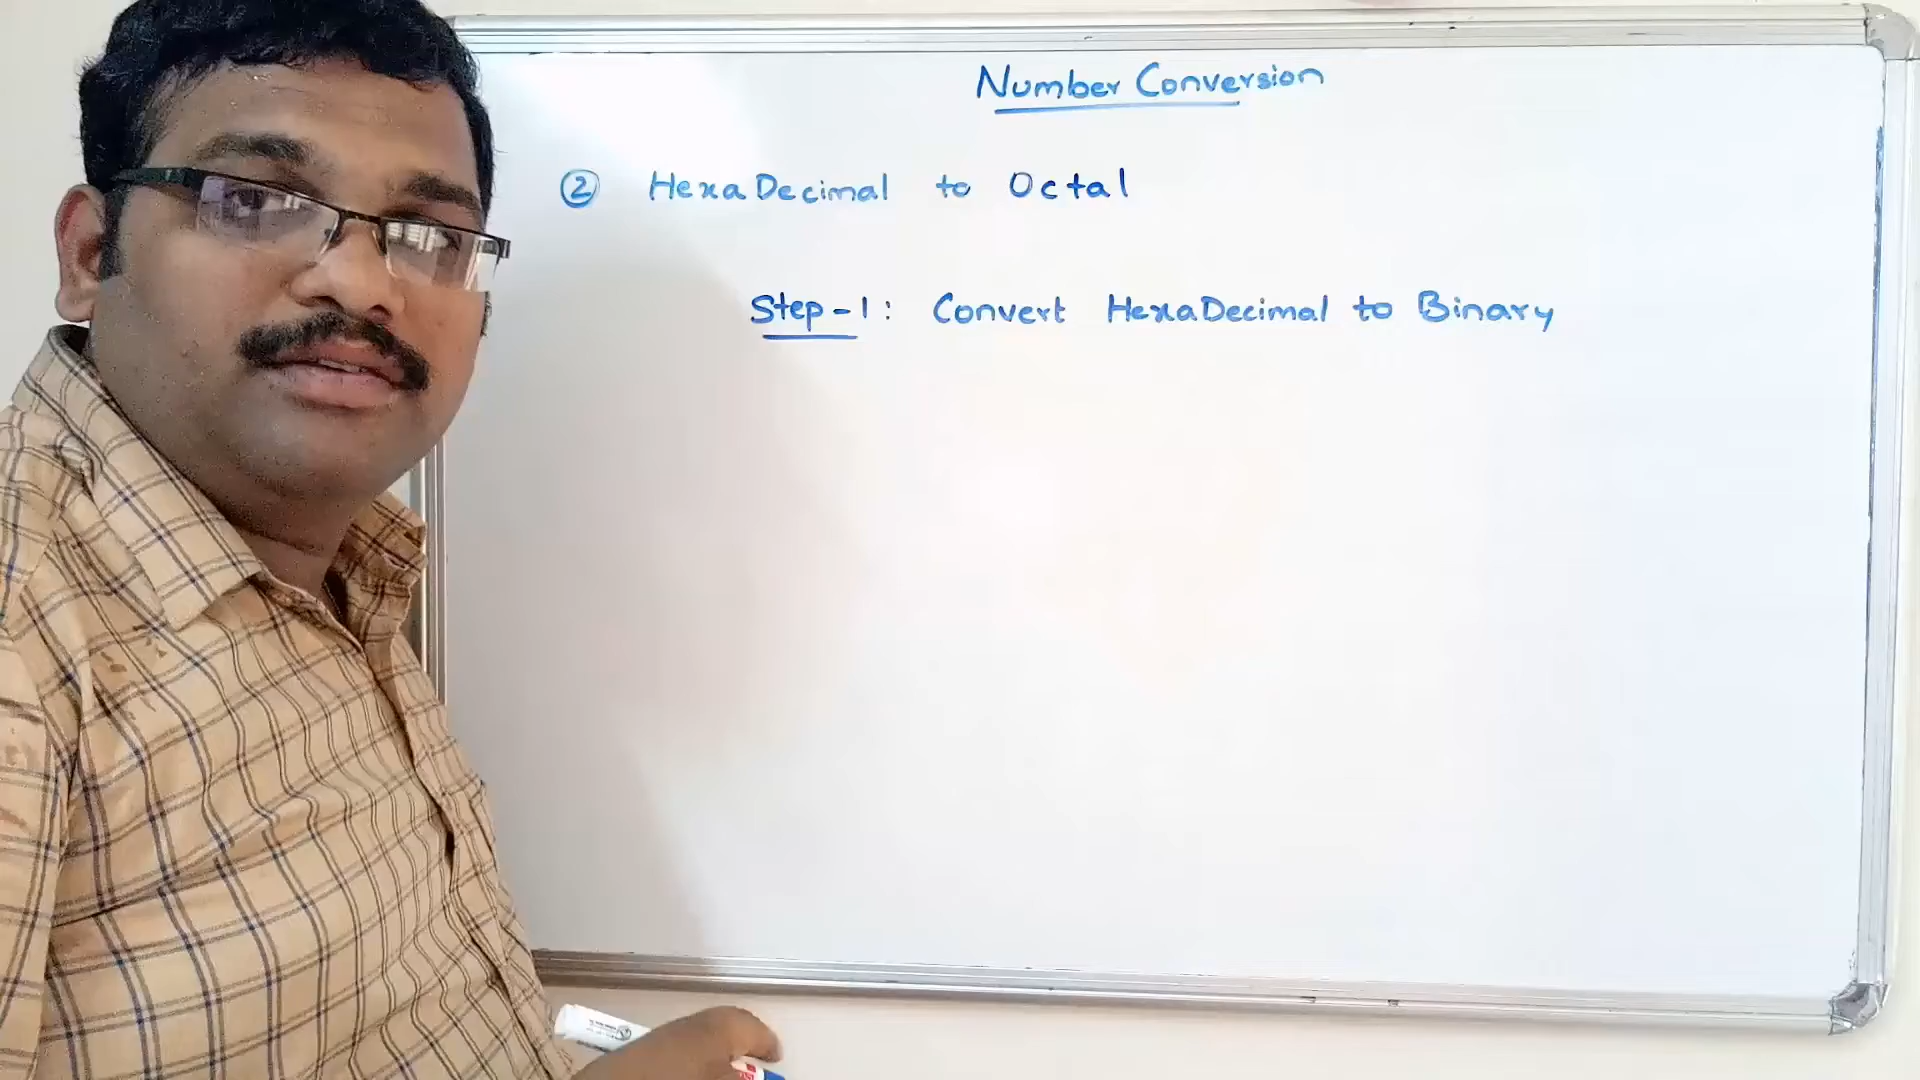 Number Conversion
② HexaDecimal to Octal
Step-1: Convert HexaDecimal to Binary